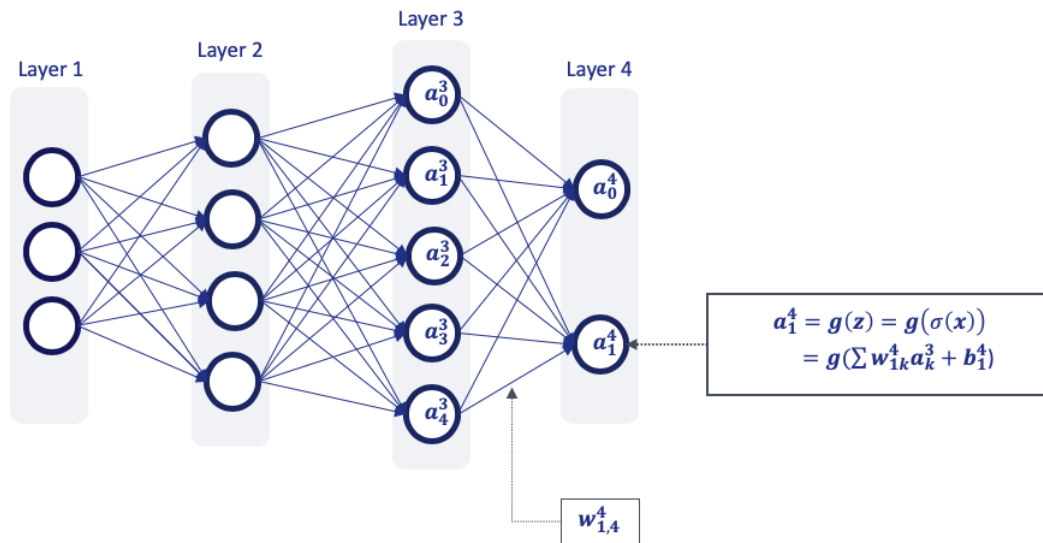 Layer 1
Layer 2
Layer 3
Layer 4
a₀³
a₁³
a₂³
a₃³
a₄³
a₀⁴
a₁⁴
a₁⁴ = g(z) = g(σ(x))
= g(∑ w₁ₖ⁴ aₖ³ + b₁⁴)
w₁,₄⁴